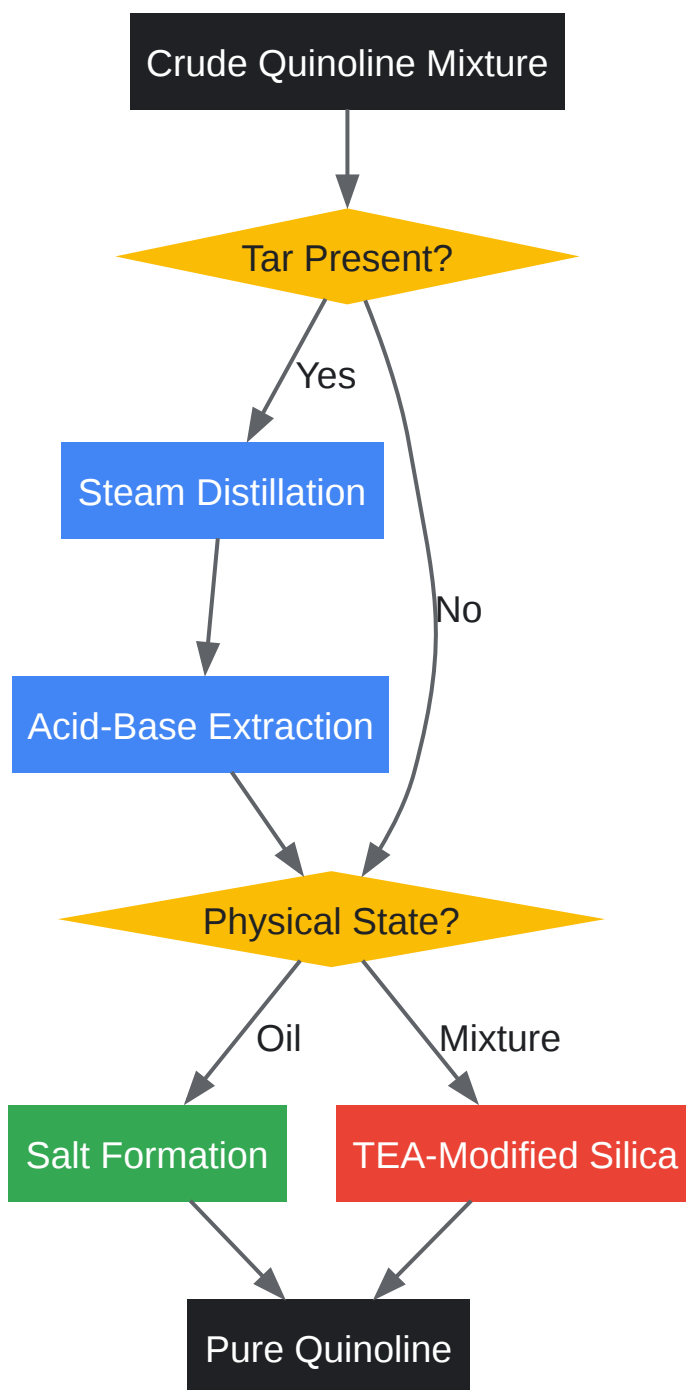 Crude Quinoline Mixture
Tar Present?
Yes
Steam Distillation
No
Acid-Base Extraction
Physical State?
Oil
Mixture
Salt Formation
TEA-Modified Silica
Pure Quinoline